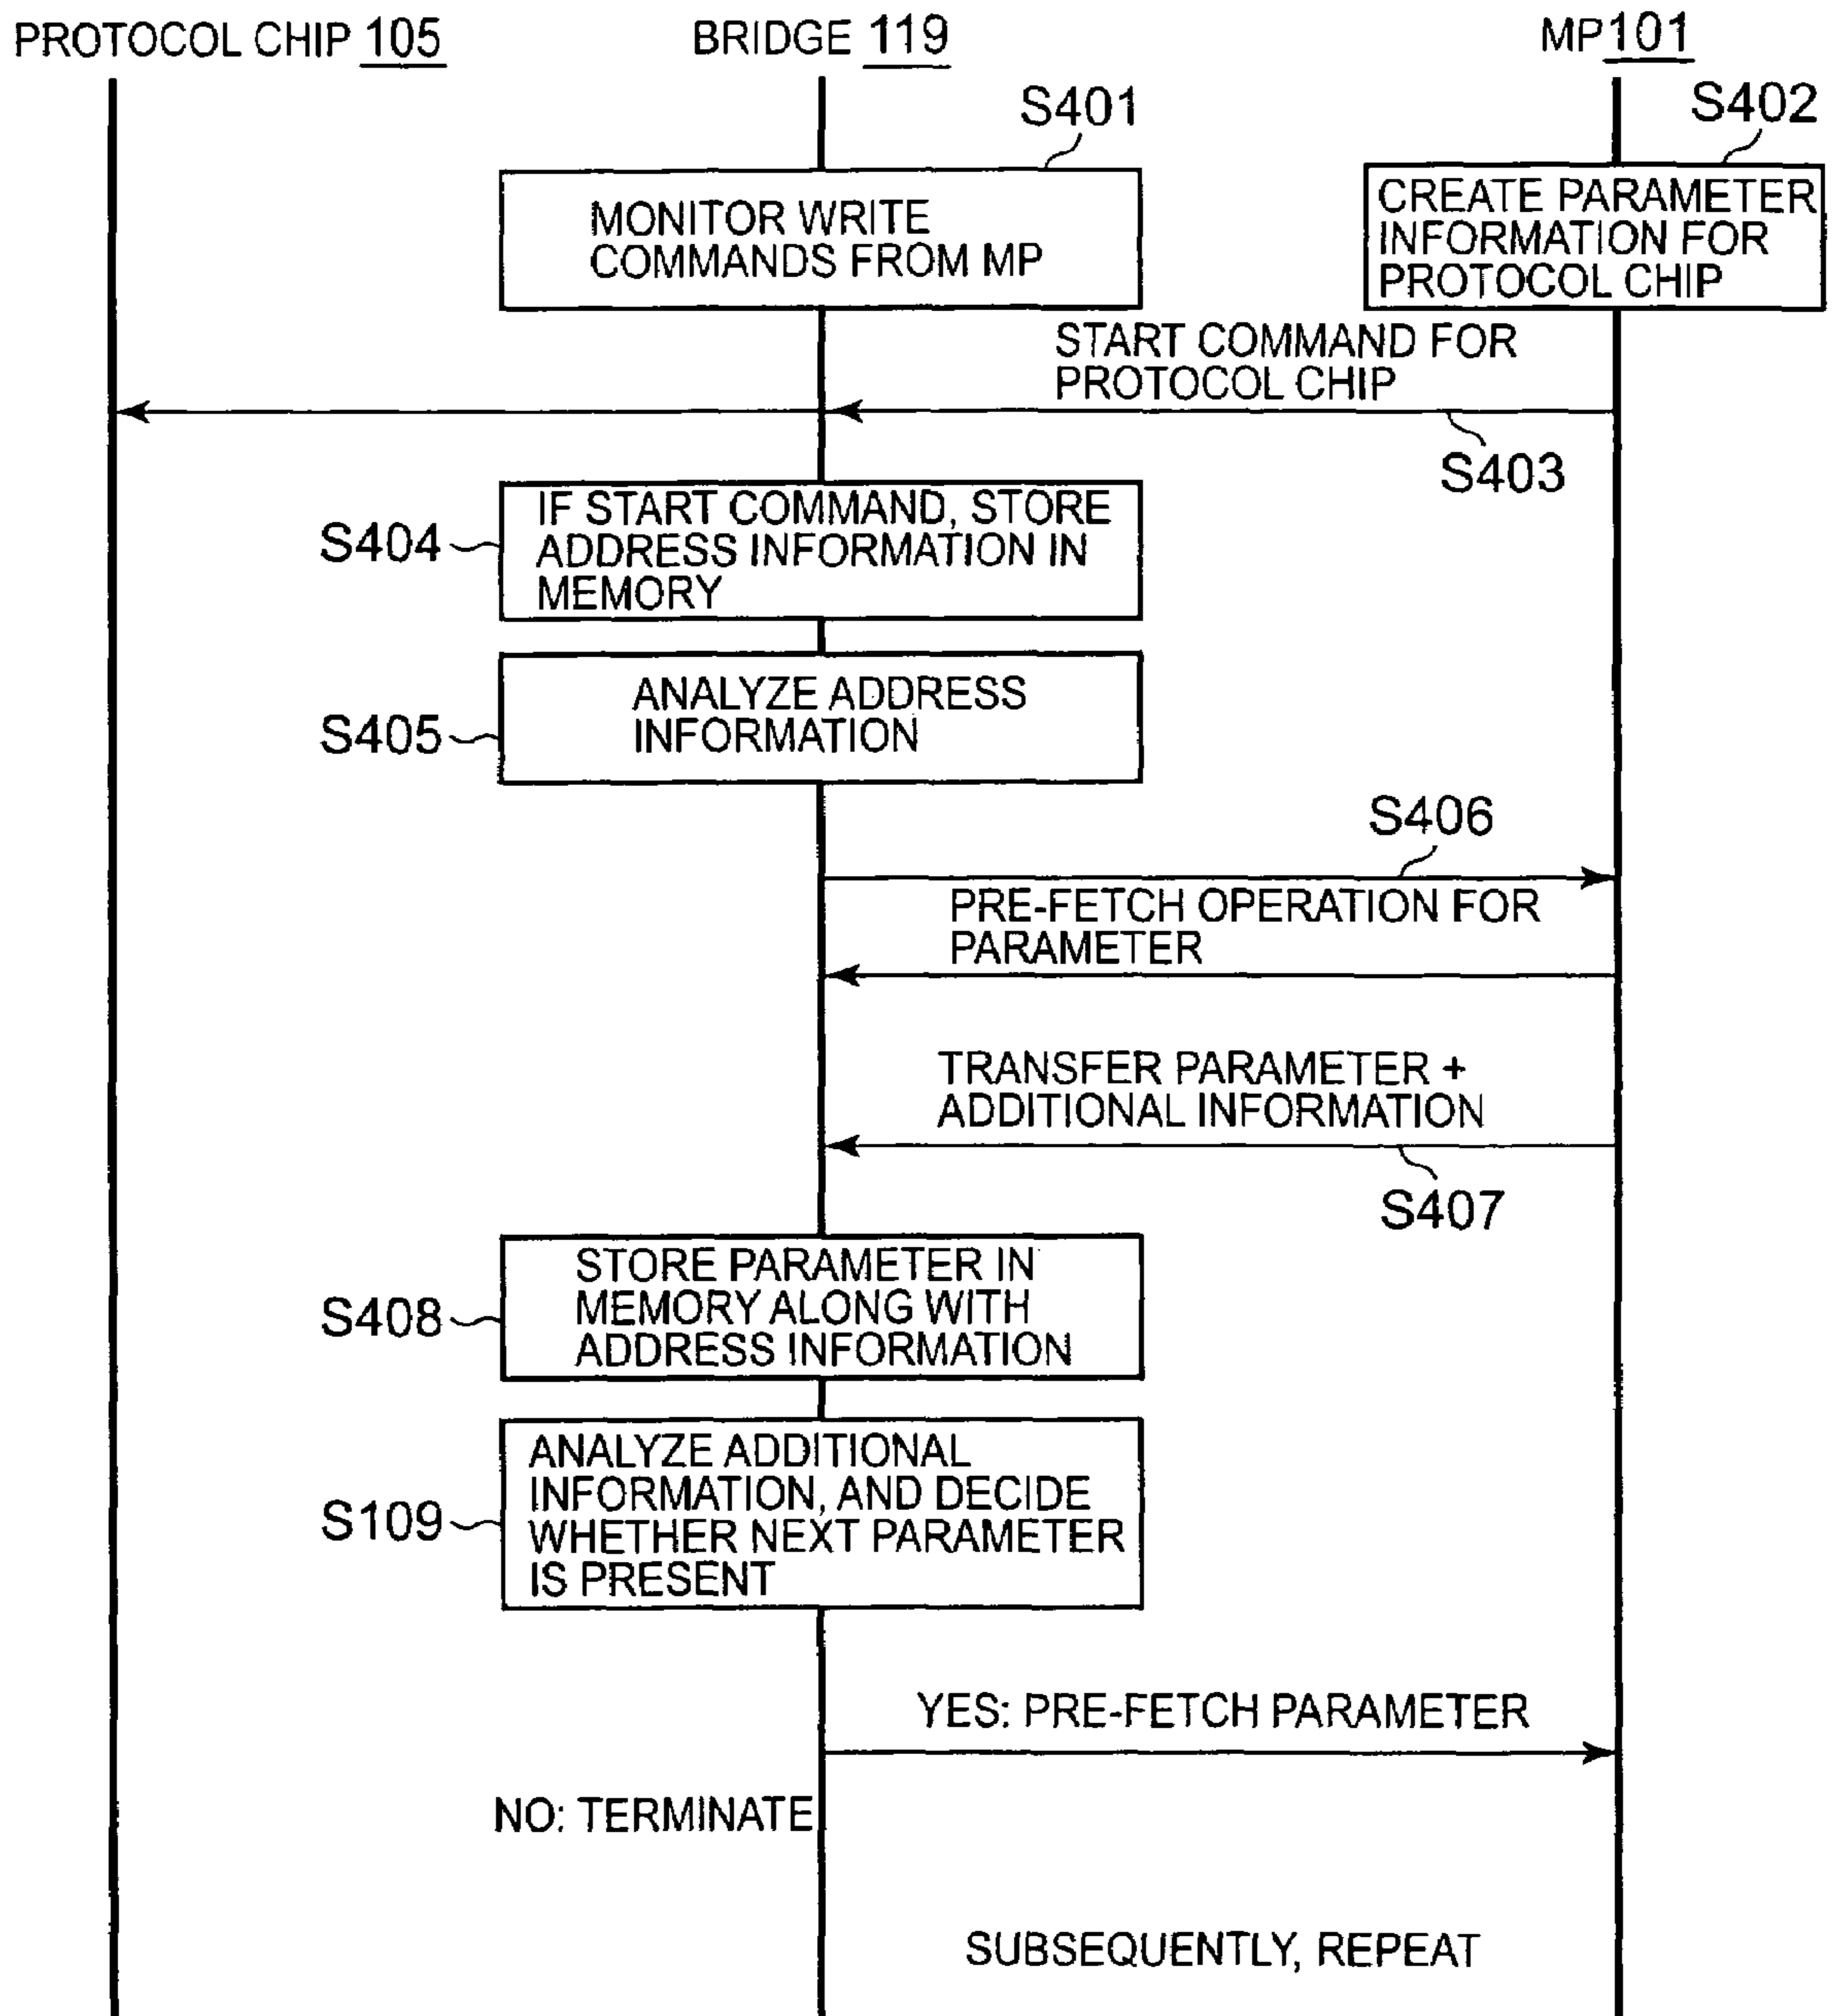 PROTOCOL CHIP 105
BRIDGE 119
MP101
S401
S402
MONITOR WRITE
COMMANDS FROM MP
CREATE PARAMETER
INFORMATION FOR
PROTOCOL CHIP
START COMMAND FOR
PROTOCOL CHIP
S403
S404
IF START COMMAND, STORE
ADDRESS INFORMATION IN
MEMORY
S405
ANALYZE ADDRESS
INFORMATION
S406
PRE-FETCH OPERATION FOR
PARAMETER
TRANSFER PARAMETER +
ADDITIONAL INFORMATION
S407
S408
STORE PARAMETER IN
MEMORY ALONG WITH
ADDRESS INFORMATION
S109
ANALYZE ADDITIONAL
INFORMATION, AND DECIDE
WHETHER NEXT PARAMETER
IS PRESENT
YES: PRE-FETCH PARAMETER
NO: TERMINATE
SUBSEQUENTLY, REPEAT